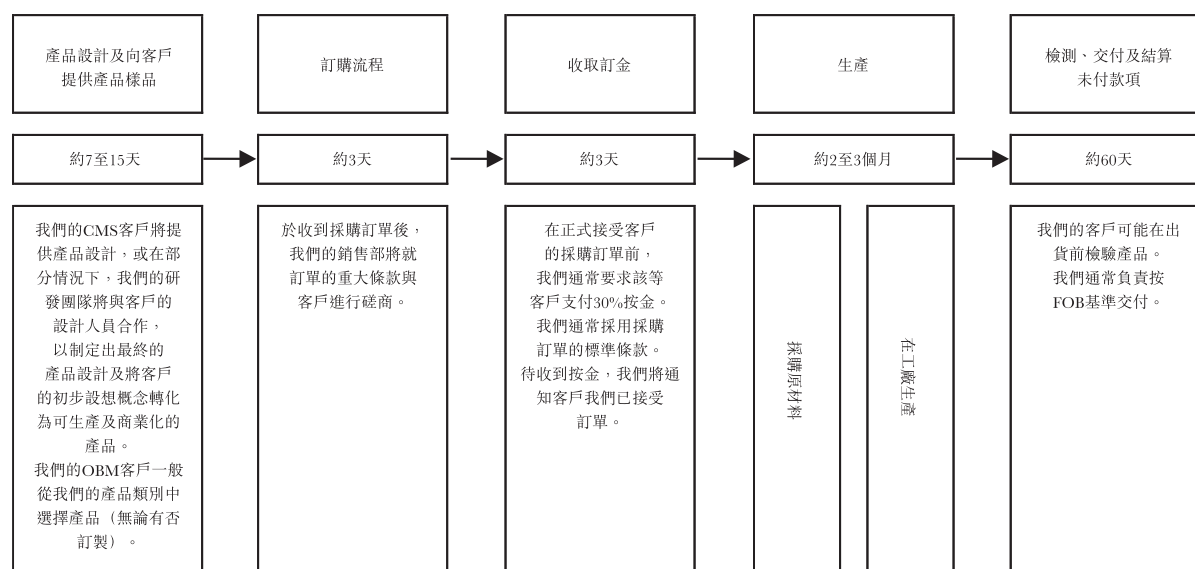 產品設計及向客戶
提供產品樣品
訂購流程
收取訂金
生產
檢測、交付及結算
未付款項
約7至15天
約3天
約3天
約2至3個月
約60天
我們的CMS客戶將提
供產品設計，或在部
分情況下，我們的研
發團隊將與客戶的
設計人員合作，
以制定出最終的
產品設計及將客戶
的初步設想概念轉化
為可生產及商業化的
產品。
我們的OBM客戶一般
從我們的產品類別中
選擇產品（無論有否
訂製）。
於收到採購訂單後，
我們的銷售部將就
訂單的重大條款與
客戶進行磋商。
在正式接受客戶
的採購訂單前，
我們通常要求該等
客戶支付30%按金。
我們通常採用採購
訂單的標準條款。
待收到按金，我們將通
知客戶我們已接受
訂單。
採購原材料
在工廠生產
我們的客戶可能在出
貨前檢驗產品。
我們通常負責按
FOB基準交付。